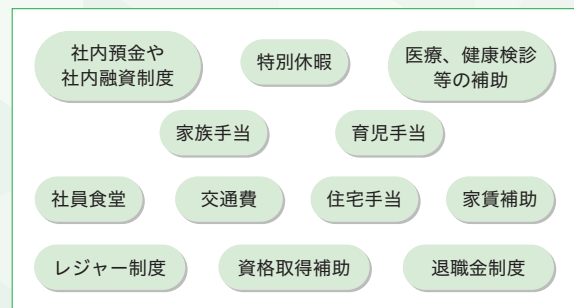 社内預金や
社内融資制度
特別休暇
医療、健康検診
等の補助
家族手当
育児手当
社員食堂
交通費
住宅手当
家賃補助
レジャー制度
資格取得補助
退職金制度